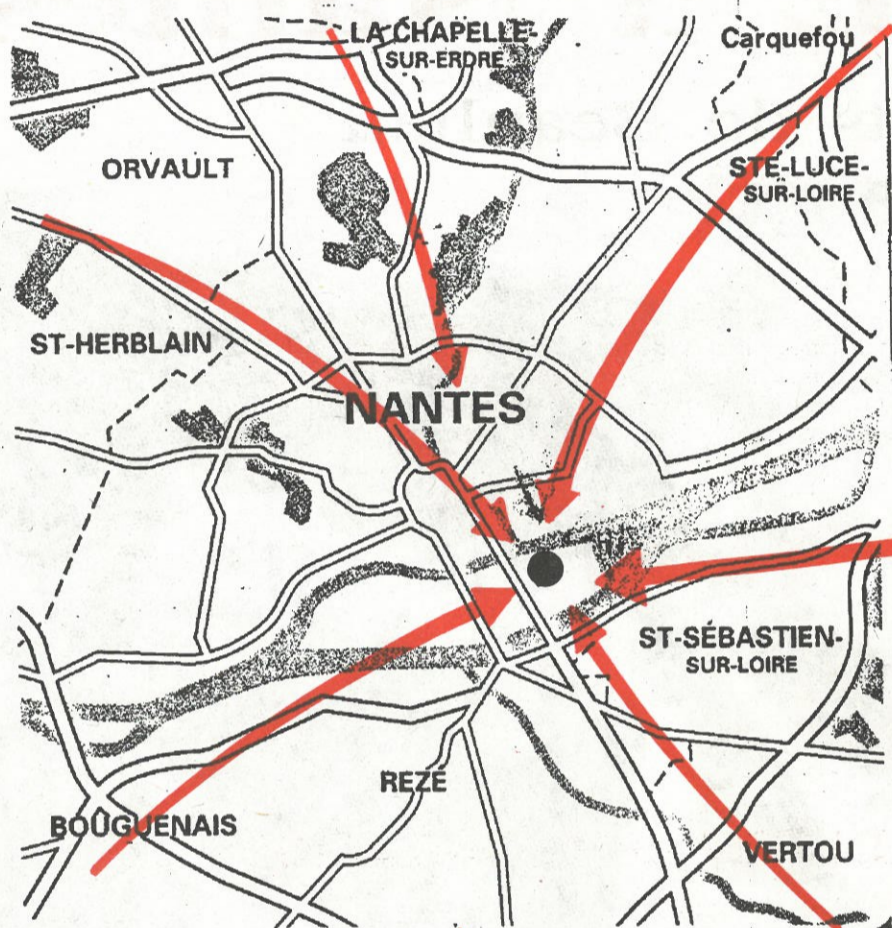 LA CHAPELLE-
SUR-ERDRE
Carquefou
ORVAULT
STE-LUCE-
SUR-LOIRE
ST-HERBLAIN
NANTES
ST-SÉBASTIEN-
SUR-LOIRE
REZÉ
BOUGUENAIS
VERTOU